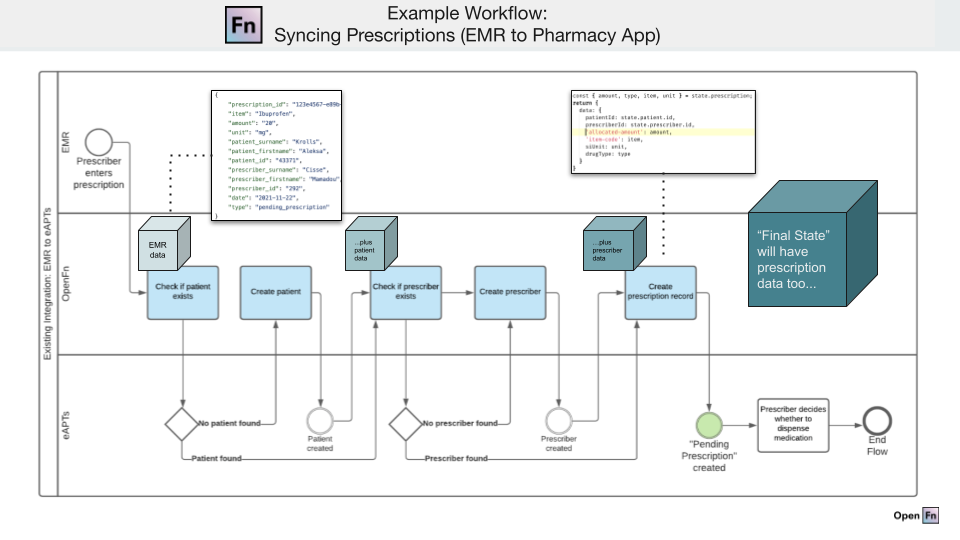 Fn
Example Workflow:
Syncing Prescriptions (EMR to Pharmacy App)
Existing Integration: EMR to eAPTs
EMR
Prescriber
enters
prescription
{
"prescription_id": "123e4567-e89b-
"item": "Ibuprofen",
"amount": "20",
"unit": "mg",
"patient_surname": "Krolls",
"patient_firstname": "Aleksa",
"patient_id": "43371",
"prescriber_surname": "Cisse",
"prescriber_firstname": "Mamadou",
"prescriber_id": "292",
"date": "2021-11-22",
"type": "pending_prescription"
}
const { amount, type, item, unit } = state.prescription;
return {
data: {
patientId: state.patient.id,
prescriberId: state.prescriber.id,
'allocated-amount': amount,
'item-code': item,
siUnit: unit,
drugType: type
}
}
OpenFn
EMR
data
...plus
patient
data
...plus
prescriber
data
"Final State"
will have
prescription
data too...
Check if patient
exists
Create patient
Check if prescriber
exists
Create prescriber
Create
prescription record
eAPTs
No patient found
Patient found
Patient
created
No prescriber found
Prescriber found
Prescriber
created
"Pending
Prescription"
created
Prescriber decides
whether to
dispense
medication
End
Flow
Open Fn